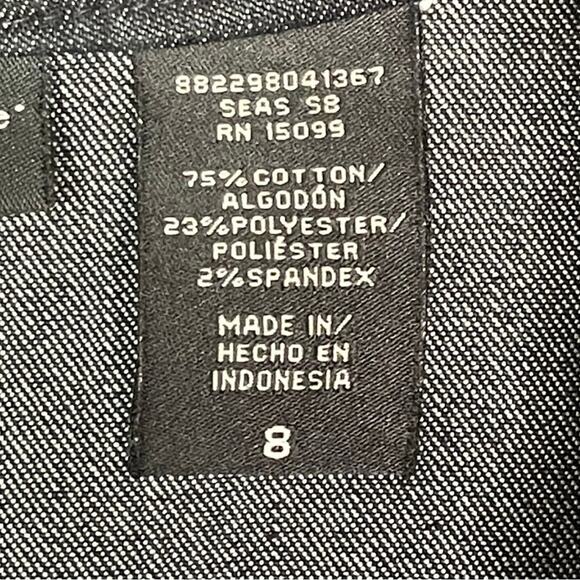 882298041367
SEAS S8
RN 15099
75% COTTON/
ALGODÓN
23% POLYESTER/
POLIÉSTER
2% SPANDEX
MADE IN/
HECHO EN
INDONESIA
8